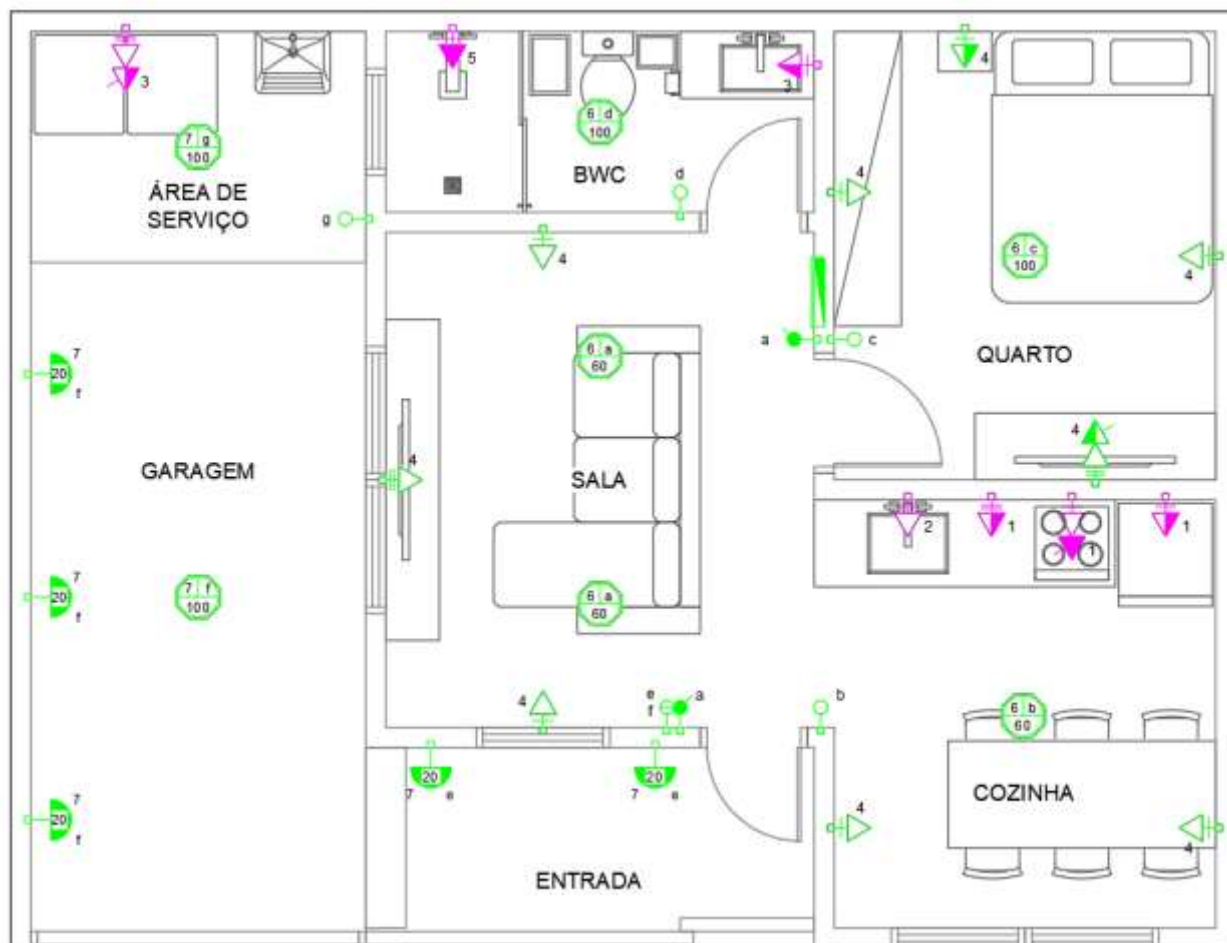 3
5
3
4
7 g
100
6 d
100
ÁREA DE
SERVIÇO
BWC
d
4
g
4
6 c
100
4
a
c
QUARTO
7
20
f
6 a
60
4
GARAGEM
4
SALA
2
1
1
1
7
20
f
7 f
100
6 a
60
4
e
f
a
b
6 b
60
20
7 e
20
7 e
COZINHA
7
20
f
4
4
ENTRADA